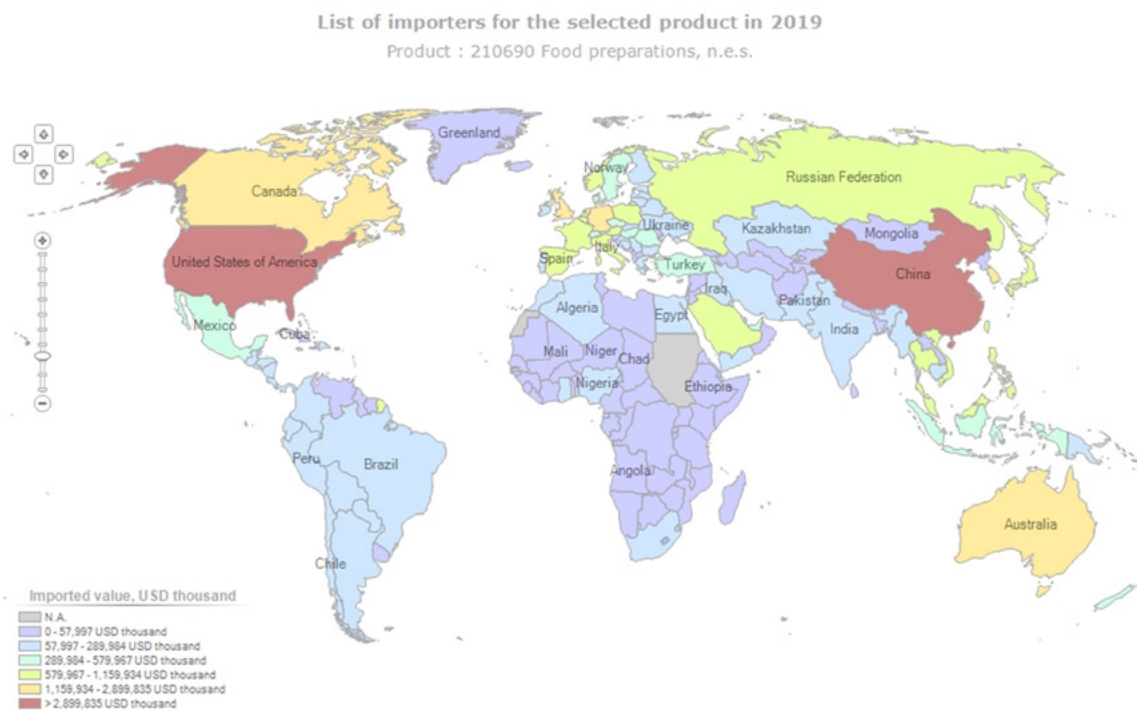 List of importers for the selected product in 2019
Product : 210690 Food preparations, n.e.s.
Greenland
Norway
Russian Federation
Canada
Ukraine
Kazakhstan
Mongolia
Italy
United States of America
Spain
Turkey
China
Iraq
Algeria
Egypt
Pakistan
India
Mexico
Cuba
Mali
Niger
Chad
Nigeria
Ethiopia
Peru
Brazil
Angola
Australia
Chile
Imported value, USD thousand
N.A.
0 - 57,997 USD thousand
57,997 - 289,984 USD thousand
289,984 - 579,967 USD thousand
579,967 - 1,159,934 USD thousand
1,159,934 - 2,899,835 USD thousand
> 2,899,835 USD thousand